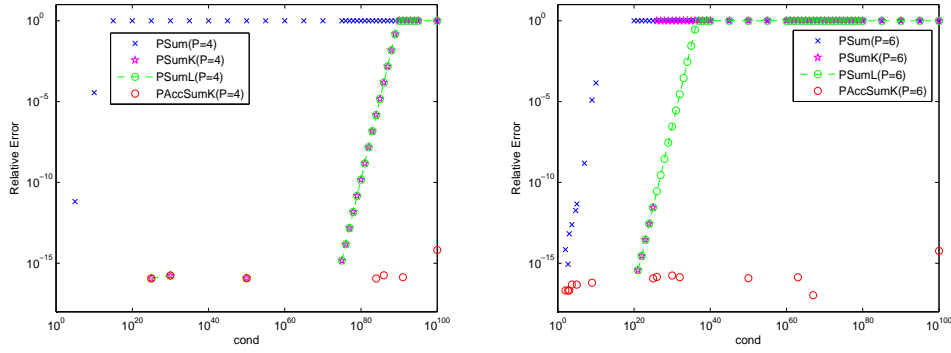 10^0
10^-5
10^-10
10^-15
Relative Error
PSum(P=4)
PSumK(P=4)
PSumL(P=4)
PAccSumK(P=4)
10^0 10^20 10^40 10^60 10^80 10^100
cond
10^0
10^-5
10^-10
10^-15
Relative Error
PSum(P=6)
PSumK(P=6)
PSumL(P=6)
PAccSumK(P=6)
10^0 10^20 10^40 10^60 10^80 10^100
cond